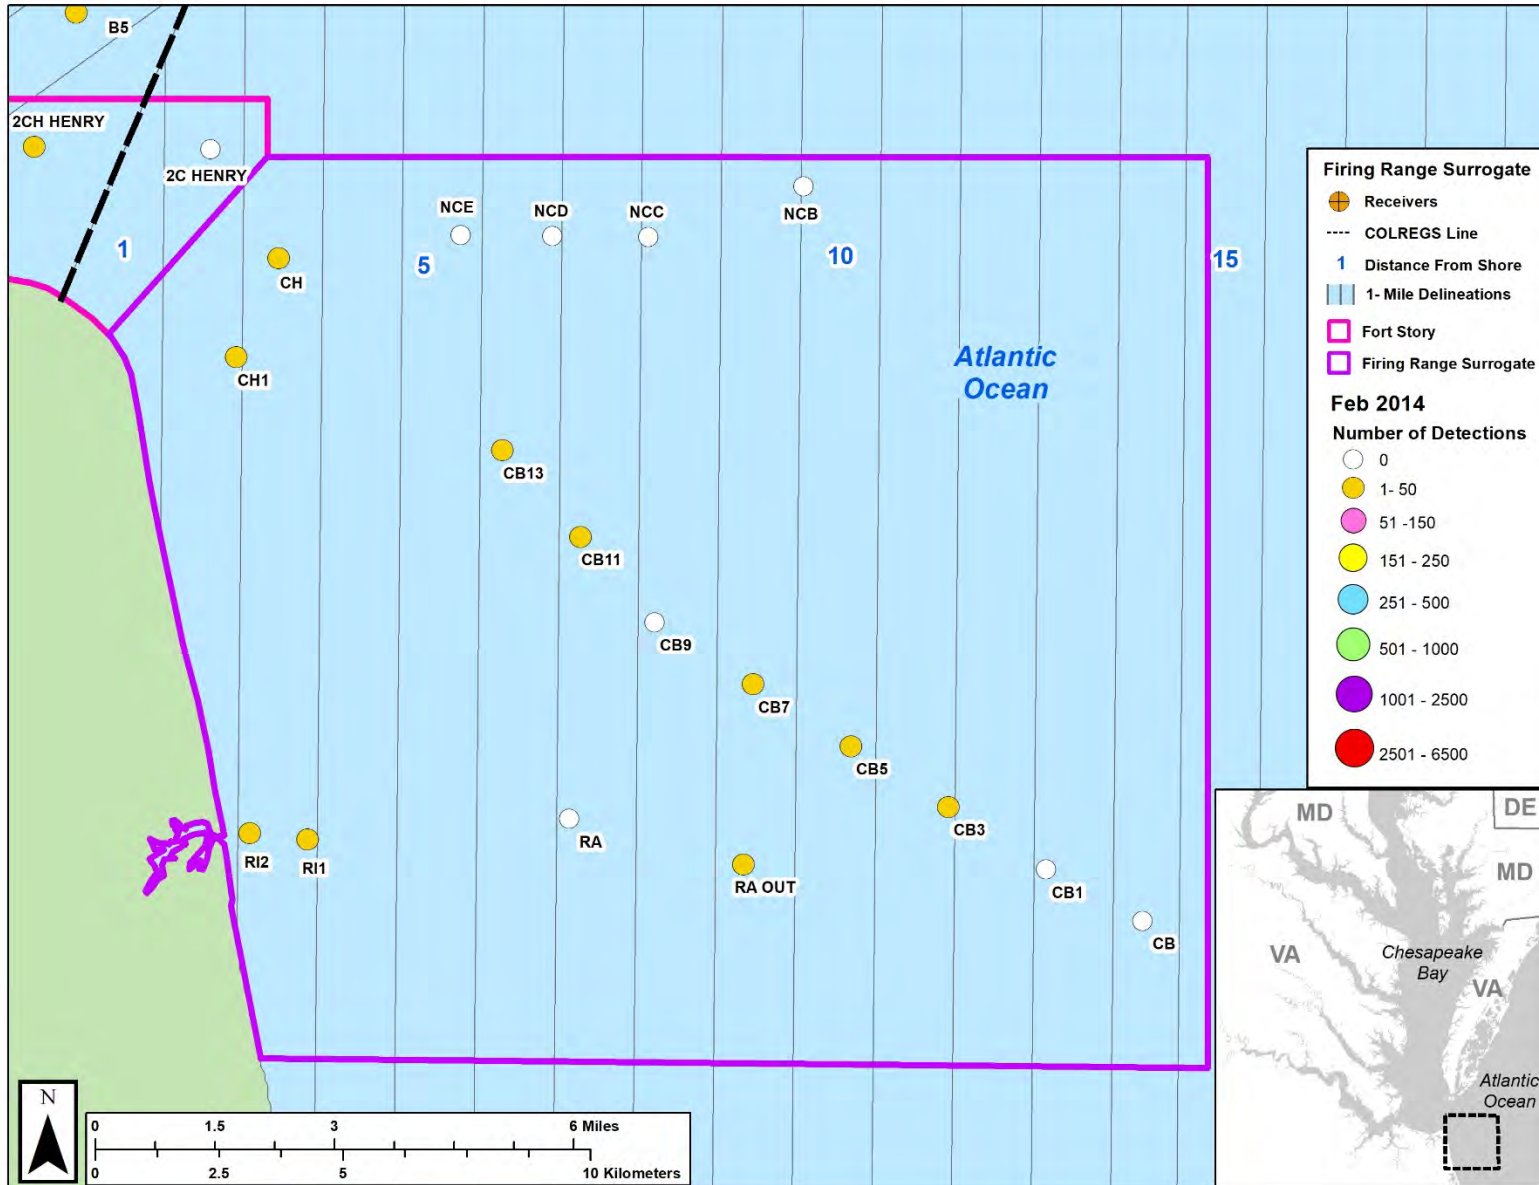 B5
2CH HENRY
2C HENRY
NCE
NCD
NCC
NCB
1
5
10
15
CH
CH1
Atlantic
Ocean
CB13
CB11
CB9
CB7
CB5
CB3
CB1
CB
RI2
RI1
RA
RA OUT
Firing Range Surrogate
Receivers
COLREGS Line
1 Distance From Shore
1- Mile Delineations
Fort Story
Firing Range Surrogate
Feb 2014
Number of Detections
0
1- 50
51 -150
151 - 250
251 - 500
501 - 1000
1001 - 2500
2501 - 6500
MD
DE
MD
VA
Chesapeake
Bay
VA
Atlantic
Ocean
N
0 1.5 3 6 Miles
0 2.5 5 10 Kilometers